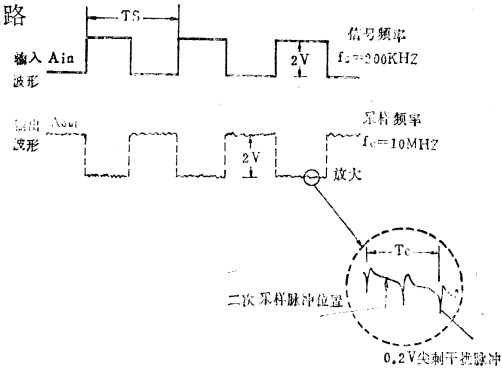 路
TS
输入 Ain
波形
2V
信号频率
fs=200KHZ
输出 Aout
波形
2V
采样频率
fc=10MHZ
放大
Tc
二次采样脉冲位置
0.2V尖刺干扰脉冲